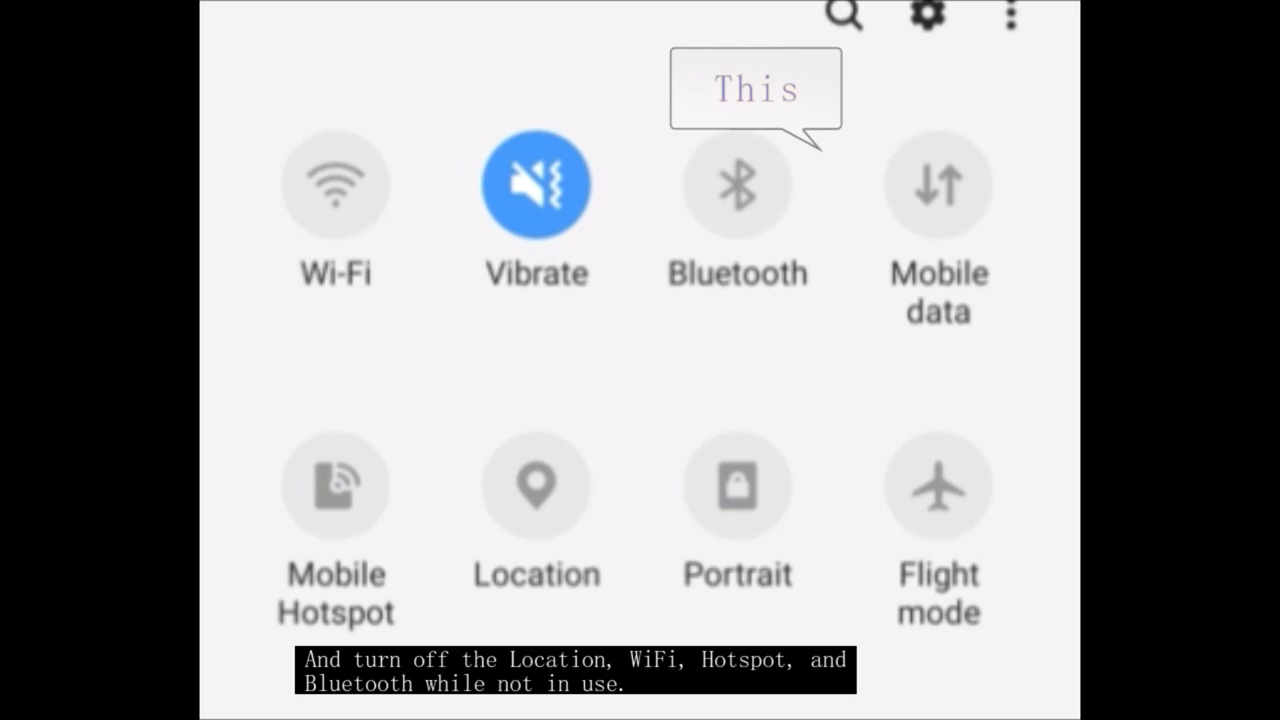 This
Wi-Fi
Vibrate
Bluetooth
Mobile
data
Mobile
Hotspot
Location
Portrait
Flight
mode
And turn off the Location, WiFi, Hotspot, and
Bluetooth while not in use.